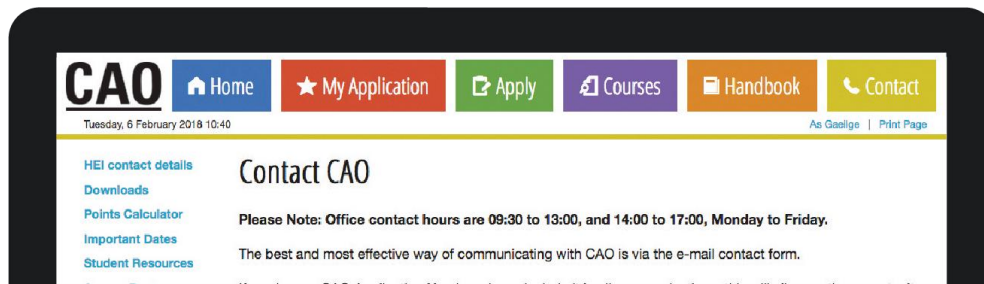 CAO Home My Application Apply Courses Handbook Contact
Tuesday, 6 February 2018 10:40
As Gaeilge | Print Page
HEI contact details
Downloads
Points Calculator
Important Dates
Student Resources
Contact CAO
Please Note: Office contact hours are 09:30 to 13:00, and 14:00 to 17:00, Monday to Friday.
The best and most effective way of communicating with CAO is via the e-mail contact form.